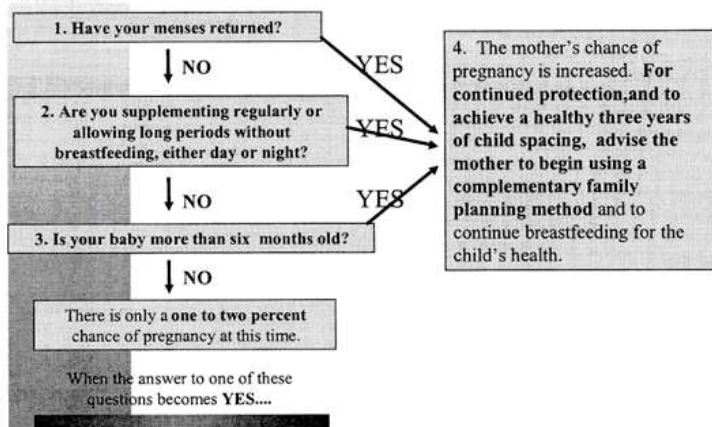 1. Have your menses returned?
NO
YES
2. Are you supplementing regularly or
allowing long periods without
breastfeeding, either day or night?
YES
NO
YES
3. Is your baby more than six months old?
NO
There is only a one to two percent
chance of pregnancy at this time.
When the answer to one of these
questions becomes YES....
4. The mother's chance of
pregnancy is increased. For
continued protection,and to
achieve a healthy three years
of child spacing, advise the
mother to begin using a
complementary family
planning method and to
continue breastfeeding for the
child's health.